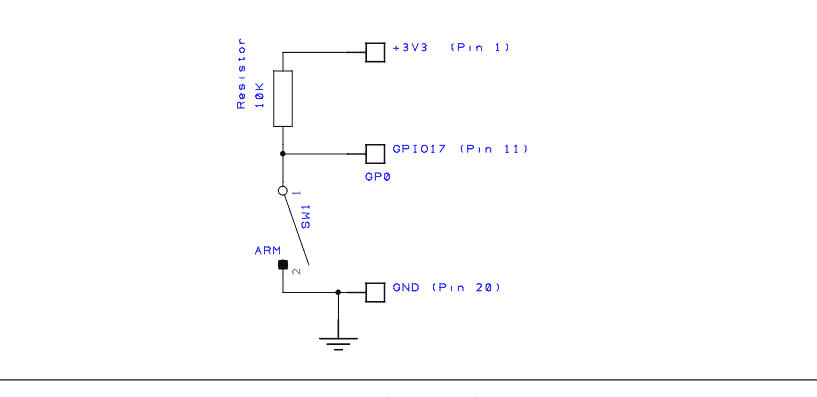 +3V3 (Pin 1)
Resistor
10K
GPIO17 (Pin 11)
GP0
1
SW1
ARM
2
GND (Pin 20)